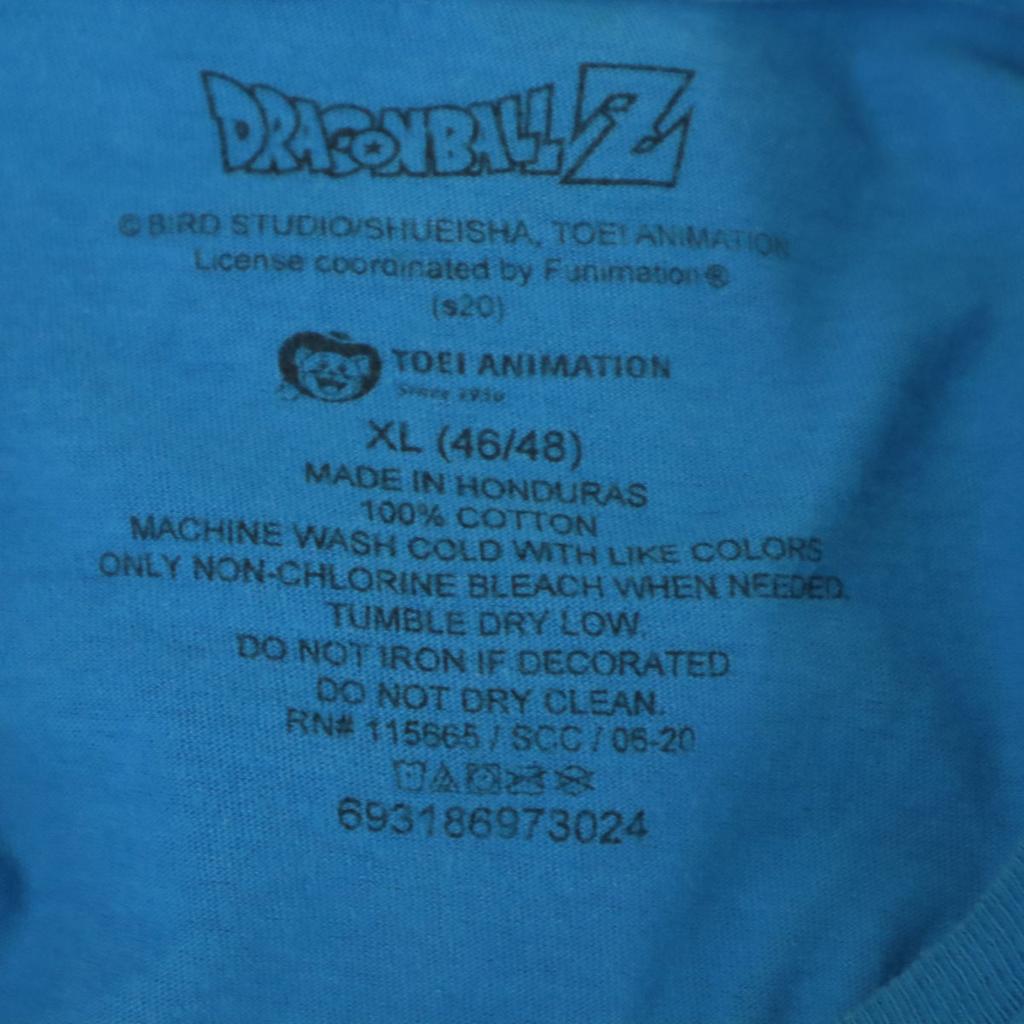 DRAGONBALL Z
© BIRD STUDIO/SHUEISHA, TOEI ANIMATION
License coordinated by Funimation®
(s20)
TOEI ANIMATION
Since 1956
XL (46/48)
MADE IN HONDURAS
100% COTTON
MACHINE WASH COLD WITH LIKE COLORS
ONLY NON-CHLORINE BLEACH WHEN NEEDED.
TUMBLE DRY LOW.
DO NOT IRON IF DECORATED
DO NOT DRY CLEAN.
RN# 115665 / SCC / 06-20
693186973024